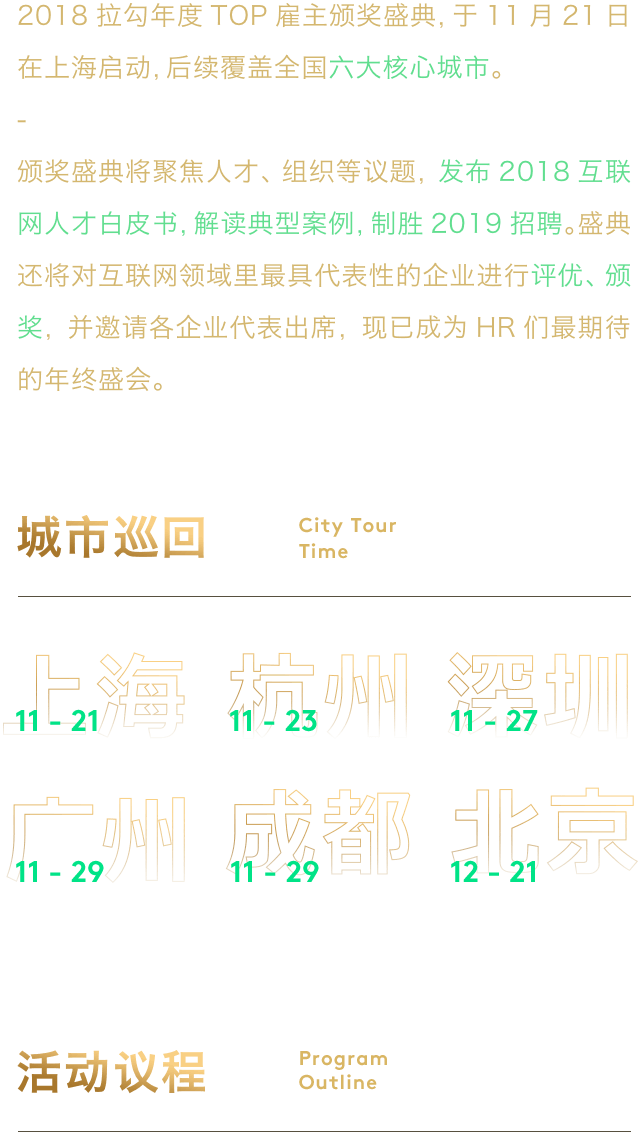 2018 拉勾年度 TOP 雇主颁奖盛典, 于 11 月 21 日
在上海启动, 后续覆盖全国六大核心城市。
-
颁奖盛典将聚焦人才、组织等议题, 发布 2018 互联
网人才白皮书, 解读典型案例, 制胜 2019 招聘。盛典
还将对互联网领域里最具代表性的企业进行评优、颁
奖, 并邀请各企业代表出席, 现已成为 HR 们最期待
的年终盛会。
城市巡回
City Tour
Time
上海 杭州 深圳
11 - 21 11 - 23 11 - 27
广州 成都 北京
11 - 29 11 - 29 12 - 21
活动议程
Program
Outline